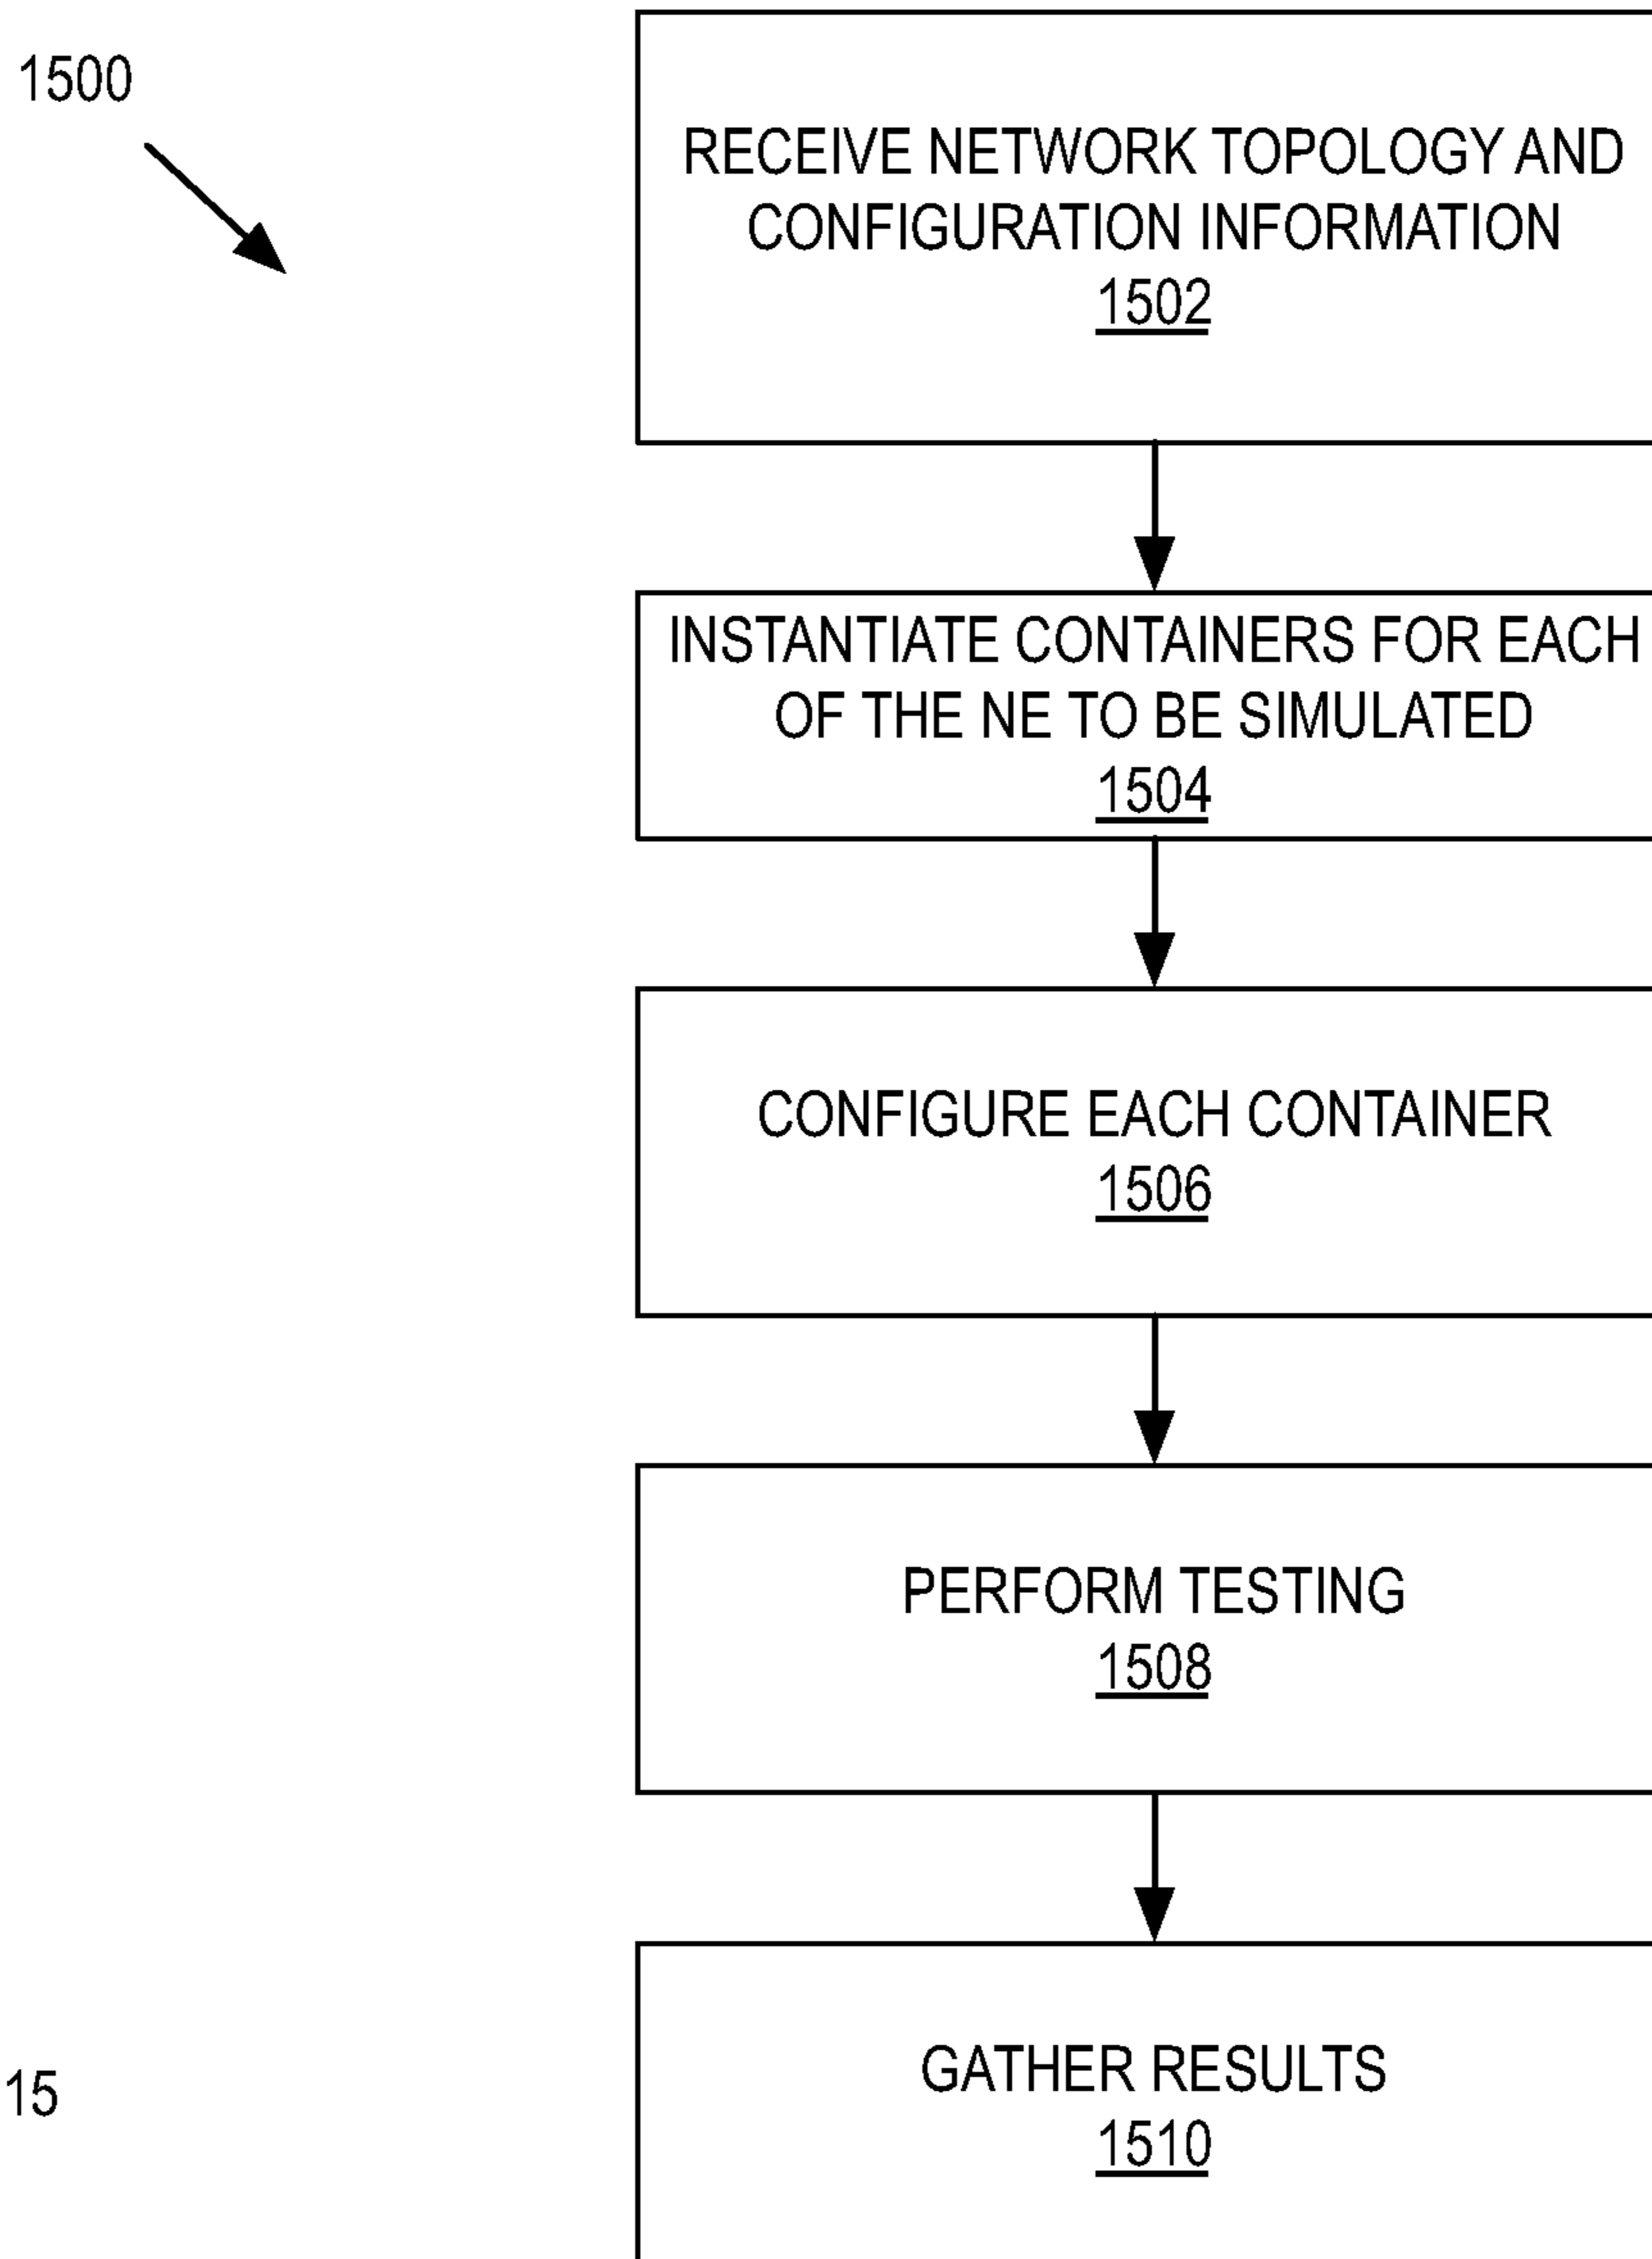 1500
RECEIVE NETWORK TOPOLOGY AND
CONFIGURATION INFORMATION
1502
INSTANTIATE CONTAINERS FOR EACH
OF THE NE TO BE SIMULATED
1504
CONFIGURE EACH CONTAINER
1506
PERFORM TESTING
1508
GATHER RESULTS
1510
15